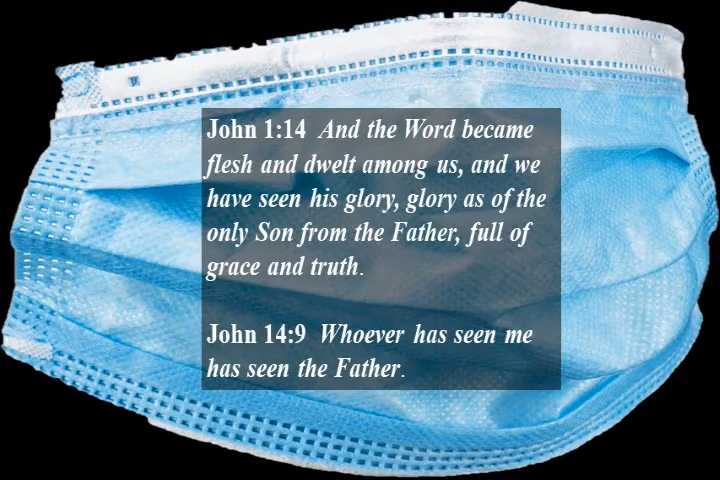 John 1:14 And the Word became
flesh and dwelt among us, and we
have seen his glory, glory as of the
only Son from the Father, full of
grace and truth.
John 14:9 Whoever has seen me
has seen the Father.